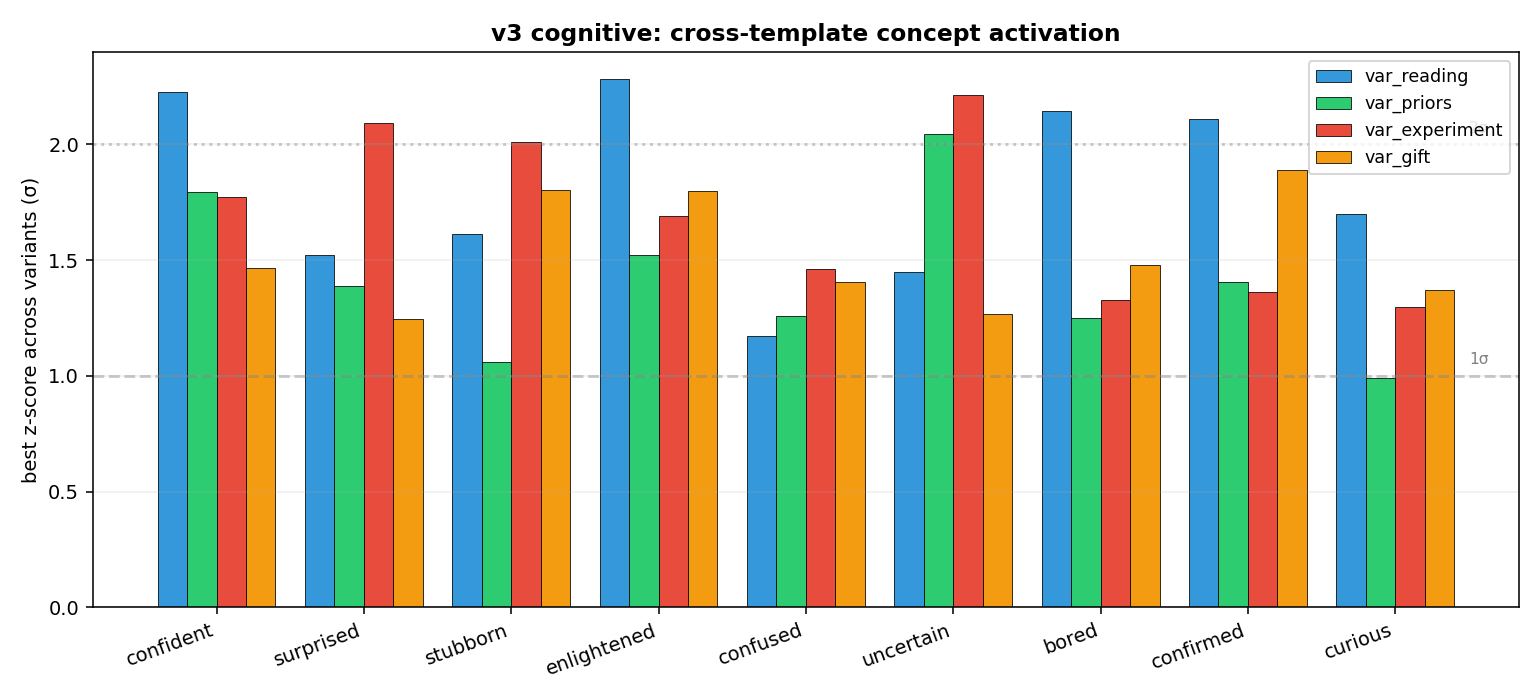 v3 cognitive: cross-template concept activation
best z-score across variants (σ)
2.0
1.5
1.0
0.5
0.0
var_reading
var_priors
var_experiment
var_gift
1σ
confident
surprised
stubborn
enlightened
confused
uncertain
bored
confirmed
curious